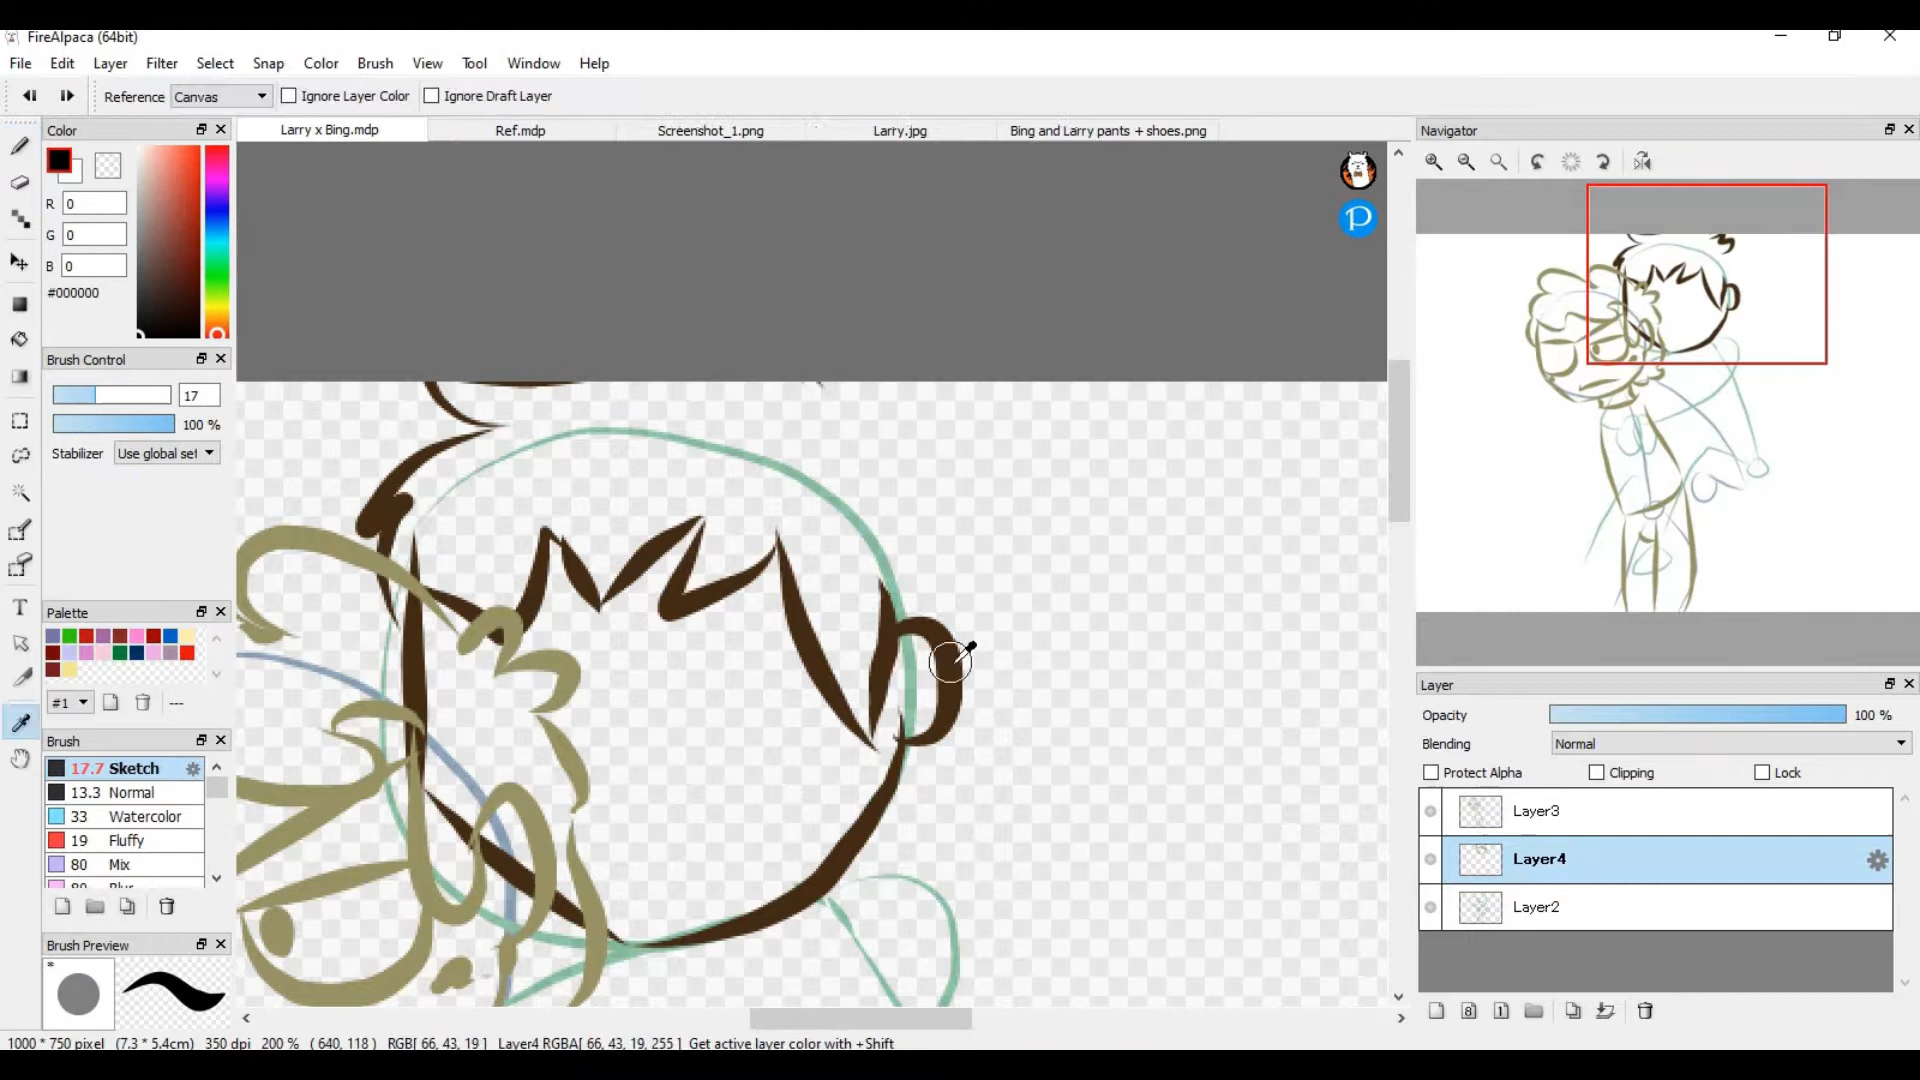 FireAlpaca (64bit)
File Edit Layer Filter Select Snap Color Brush View Tool Window Help
Reference Canvas Ignore Layer Color Ignore Draft Layer
Color
Larry x Bing.mdp Ref.mdp Screenshot_1.png Larry.jpg Bing and Larry pants + shoes.png
Navigator
R 0
G 0
B 0
#000000
Brush Control
17
100 %
Stabilizer Use global set
Palette
#1 ---
Brush
17.7 Sketch
13.3 Normal
33 Watercolor
19 Fluffy
80 Mix
Brush Preview
*
P
Layer
Opacity 100 %
Blending Normal
Protect Alpha Clipping Lock
Layer3
Layer4
Layer2
8 1
1000 * 750 pixel (7.3 * 5.4cm) 350 dpi 200 % ( 640, 118 ) RGB[ 66, 43, 19 ] Layer4 RGBA[ 66, 43, 19, 255 ] Get active layer color with +Shift